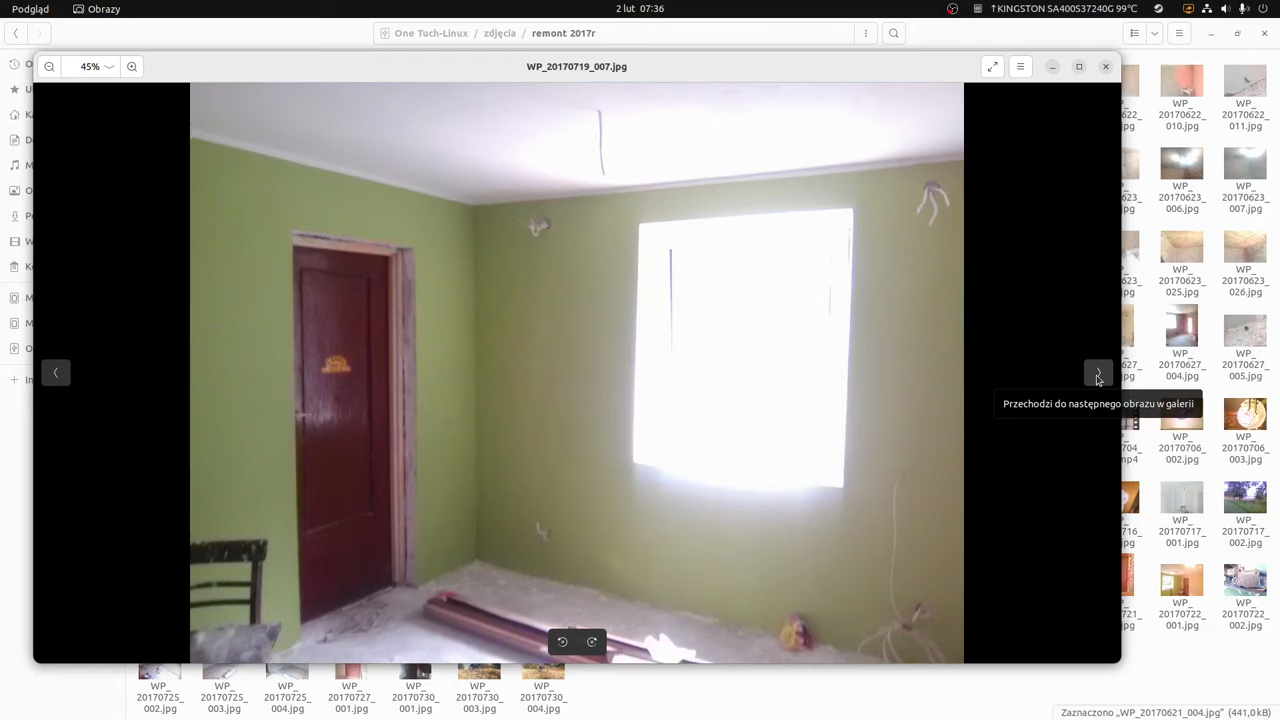 Podgląd
Obrazy
2 lut 07:36
↑KINGSTON SA400S37240G 99°C
One Tuch-Linux / zdjęcia / remont 2017r
45%
WP_20170719_007.jpg
WP_
20170622_
010.jpg
WP_
20170622_
011.jpg
WP_
20170623_
006.jpg
WP_
20170623_
007.jpg
WP_
20170623_
025.jpg
WP_
20170623_
026.jpg
WP_
20170627_
004.jpg
WP_
20170627_
005.jpg
Przechodzi do następnego obrazu w galerii
WP_
20170706_
002.jpg
WP_
20170706_
003.jpg
WP_
20170717_
001.jpg
WP_
20170717_
002.jpg
WP_
20170722_
001.jpg
WP_
20170722_
002.jpg
WP_
20170725_
002.jpg
WP_
20170725_
003.jpg
WP_
20170725_
004.jpg
WP_
20170727_
001.jpg
WP_
20170730_
001.jpg
WP_
20170730_
003.jpg
WP_
20170730_
004.jpg
Zaznaczono „WP_20170621_004.jpg” (441,0 kB)